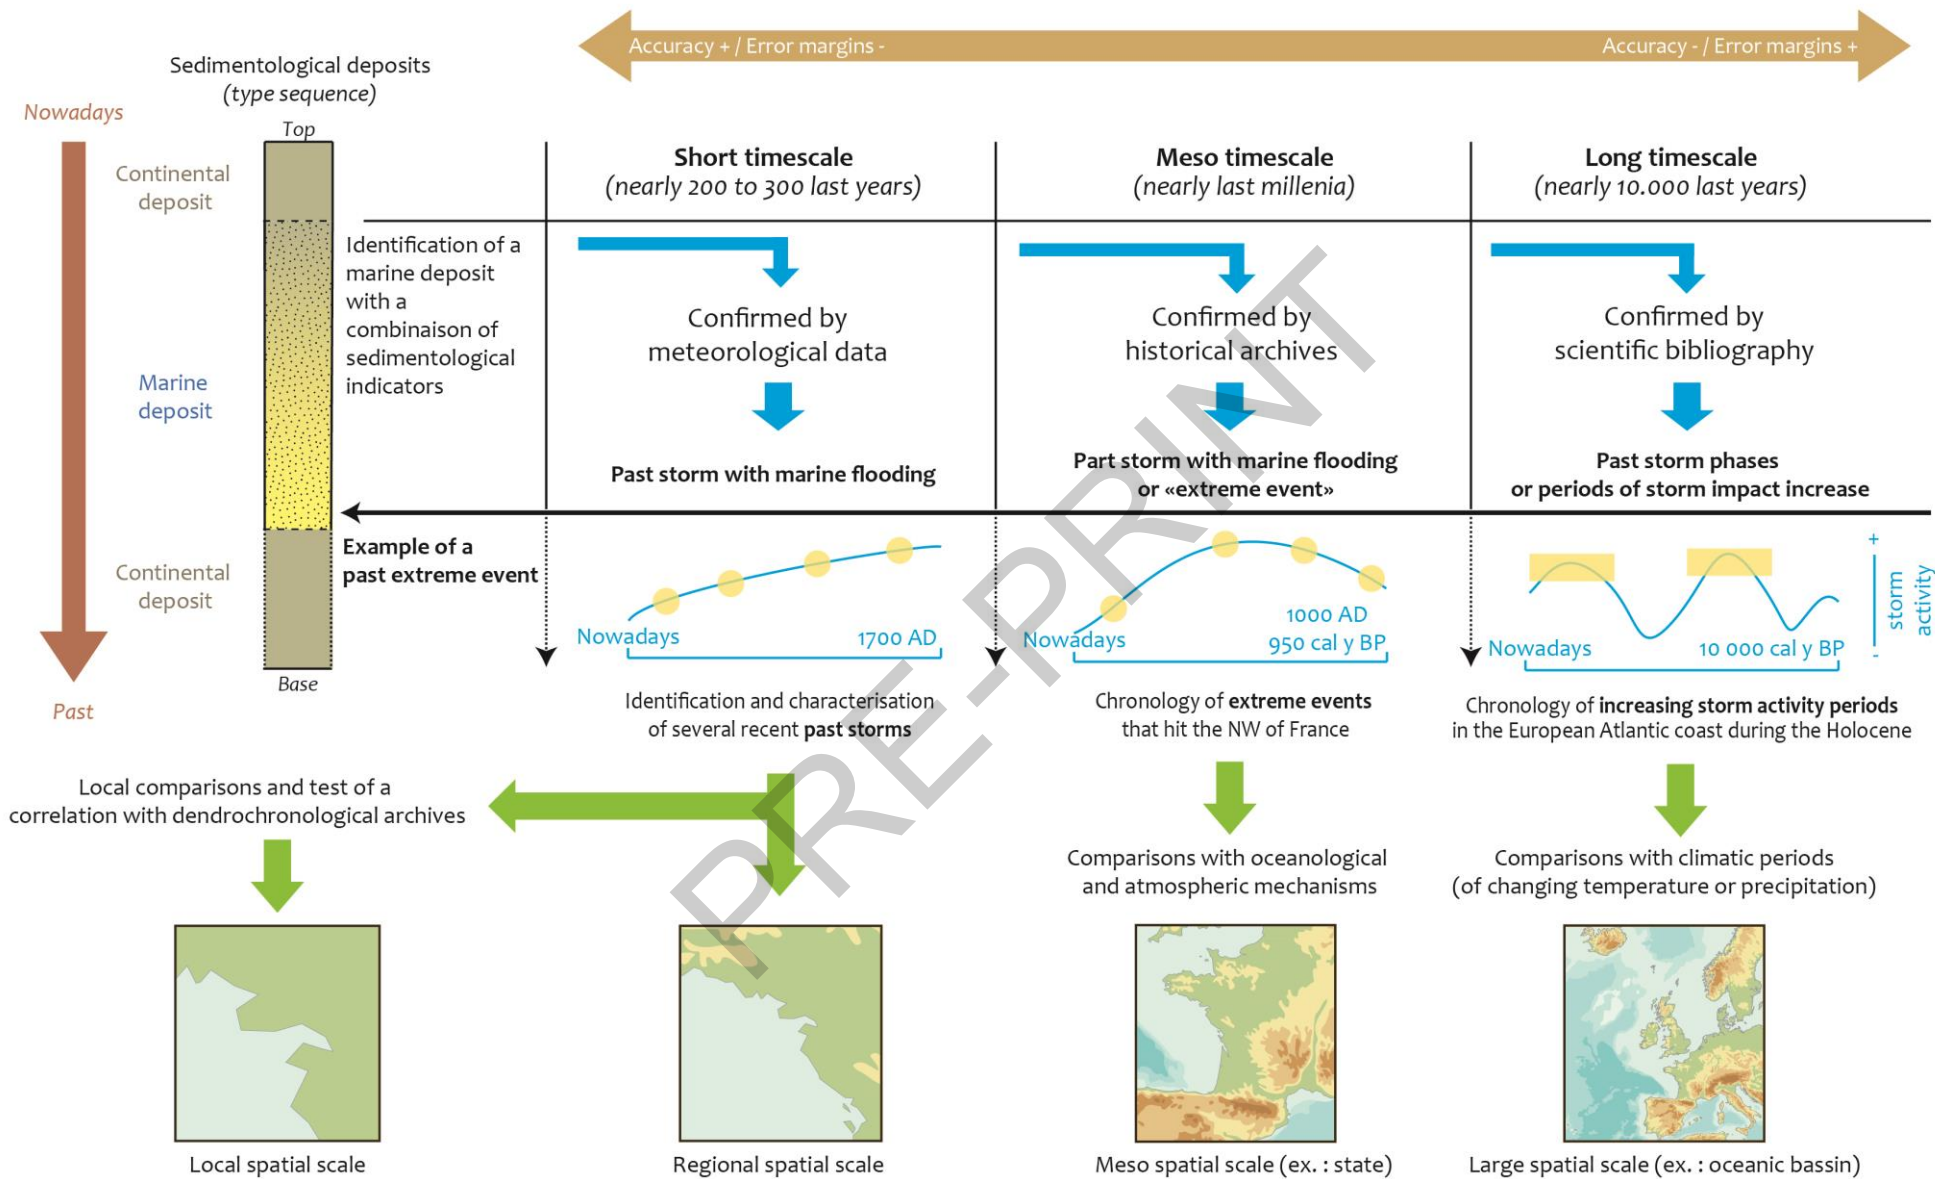 Accuracy + / Error margins -
Accuracy - / Error margins +
Sedimentological deposits
(type sequence)
Nowadays
Top
Continental
deposit
Marine
deposit
Continental
deposit
Base
Past
Identification of a
marine deposit
with a
combinaison of
sedimentological
indicators
Example of a
past extreme event
Short timescale
(nearly 200 to 300 last years)
Confirmed by
meteorological data
Past storm with marine flooding
Nowadays
1700 AD
Identification and characterisation
of several recent past storms
Meso timescale
(nearly last millenia)
Confirmed by
historical archives
Part storm with marine flooding
or «extreme event»
Nowadays
1000 AD
950 cal y BP
Chronology of extreme events
that hit the NW of France
Long timescale
(nearly 10.000 last years)
Confirmed by
scientific bibliography
Past storm phases
or periods of storm impact increase
+
storm
activity
-
Nowadays
10 000 cal y BP
Chronology of increasing storm activity periods
in the European Atlantic coast during the Holocene
Local comparisons and test of a
correlation with dendrochronological archives
Comparisons with oceanological
and atmospheric mechanisms
Comparisons with climatic periods
(of changing temperature or precipitation)
Local spatial scale
Regional spatial scale
Meso spatial scale (ex. : state)
Large spatial scale (ex. : oceanic bassin)
PRE-PRINT